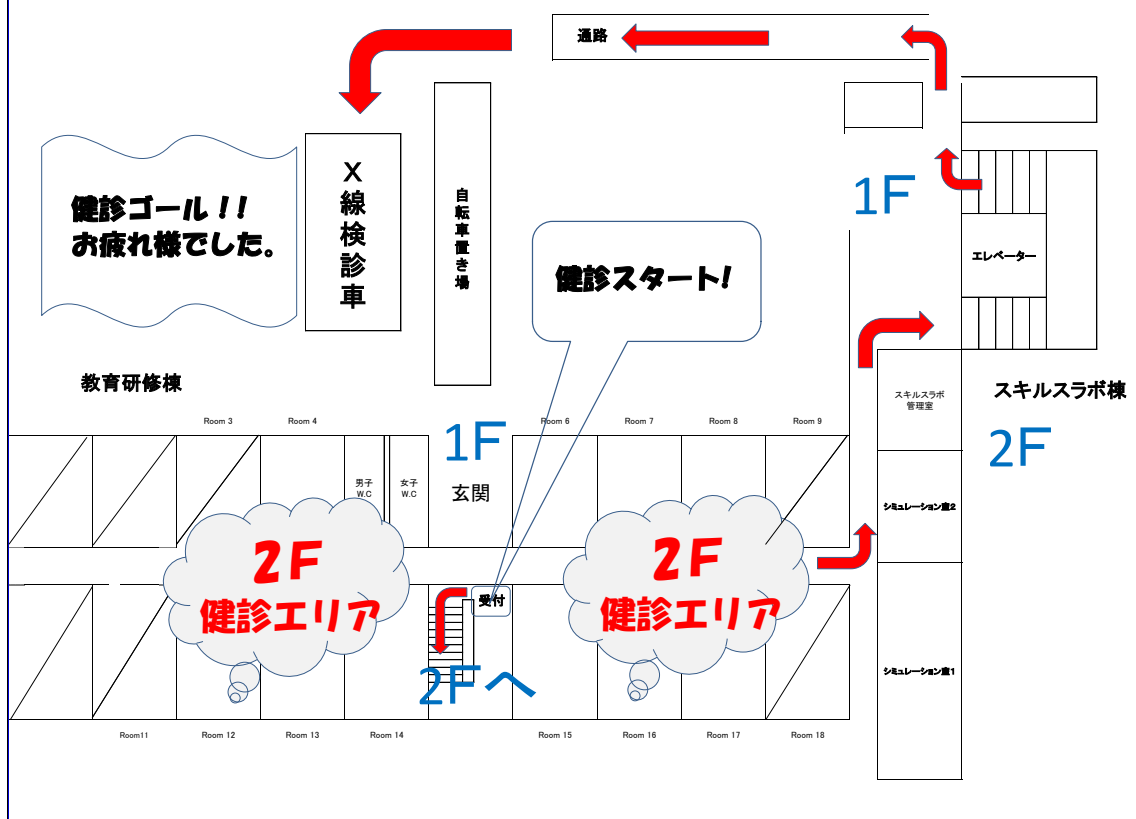 通路
1F
健診ゴール！！
お疲れ様でした。
X
線
検
診
車
自
転
車
置
き
場
健診スタート!
エレベーター
教育研修棟
スキルスラボ
管理室
スキルスラボ棟
2F
Room 3
Room 4
1F
玄関
Room 6
Room 7
Room 8
Room 9
男子
W.C
女子
W.C
シミュレーション室2
2F
健診エリア
2F
健診エリア
受付
2Fへ
シミュレーション室1
Room11
Room 12
Room 13
Room 14
Room 15
Room 16
Room 17
Room 18